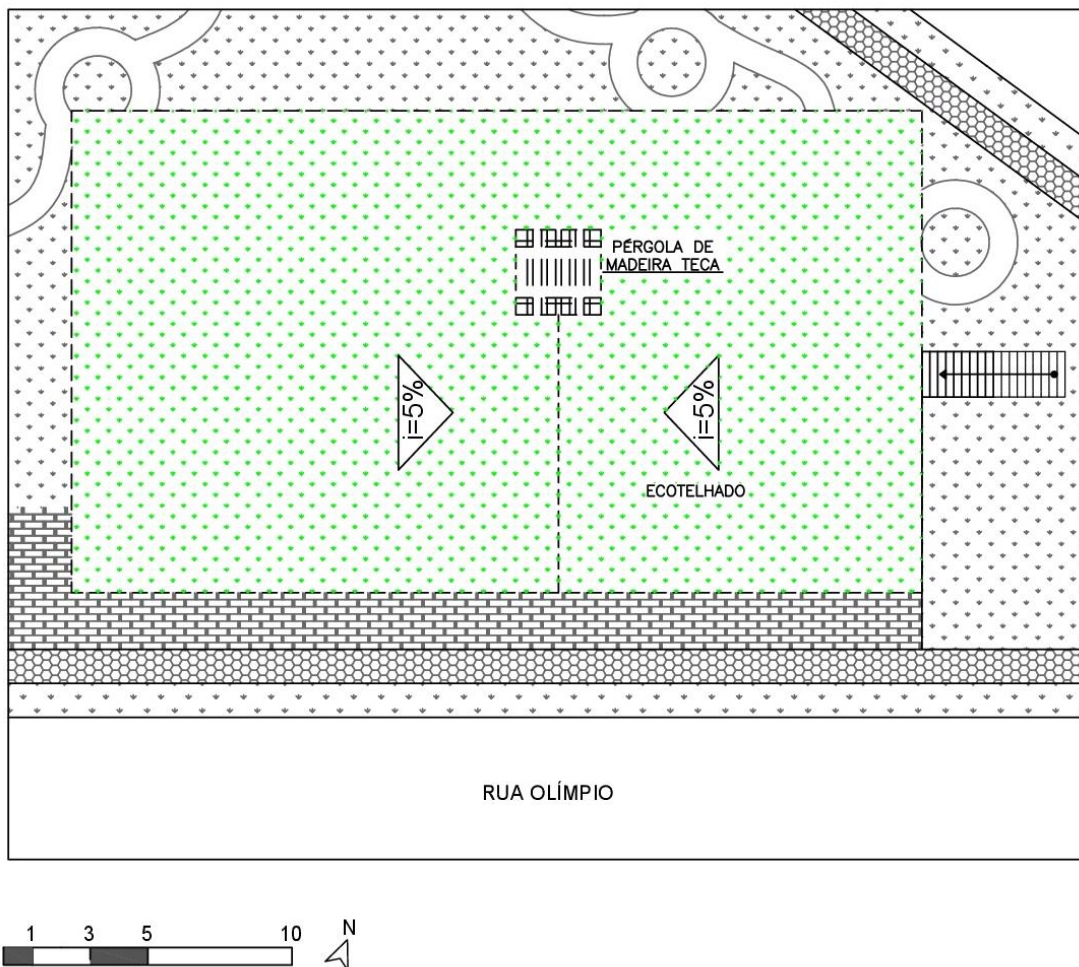 PÉRGOLA DE
MADEIRA TECA
i=5%
i=5%
ECOTELHADO
RUA OLÍMPIO
1 3 5 10
N